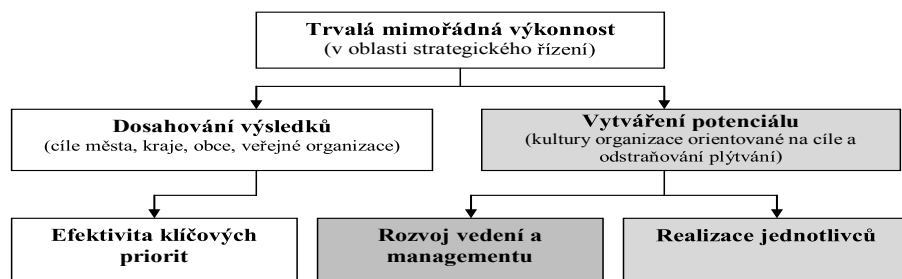 Trvalá mimořádná výkonnost
(v oblasti strategického řízení)
Dosahování výsledků
(cíle města, kraje, obce, veřejné organizace)
Vytváření potenciálu
(kultury organizace orientované na cíle a
odstraňování plýtvání)
Efektivita klíčových
priorit
Rozvoj vedení a
managementu
Realizace jednotlivců